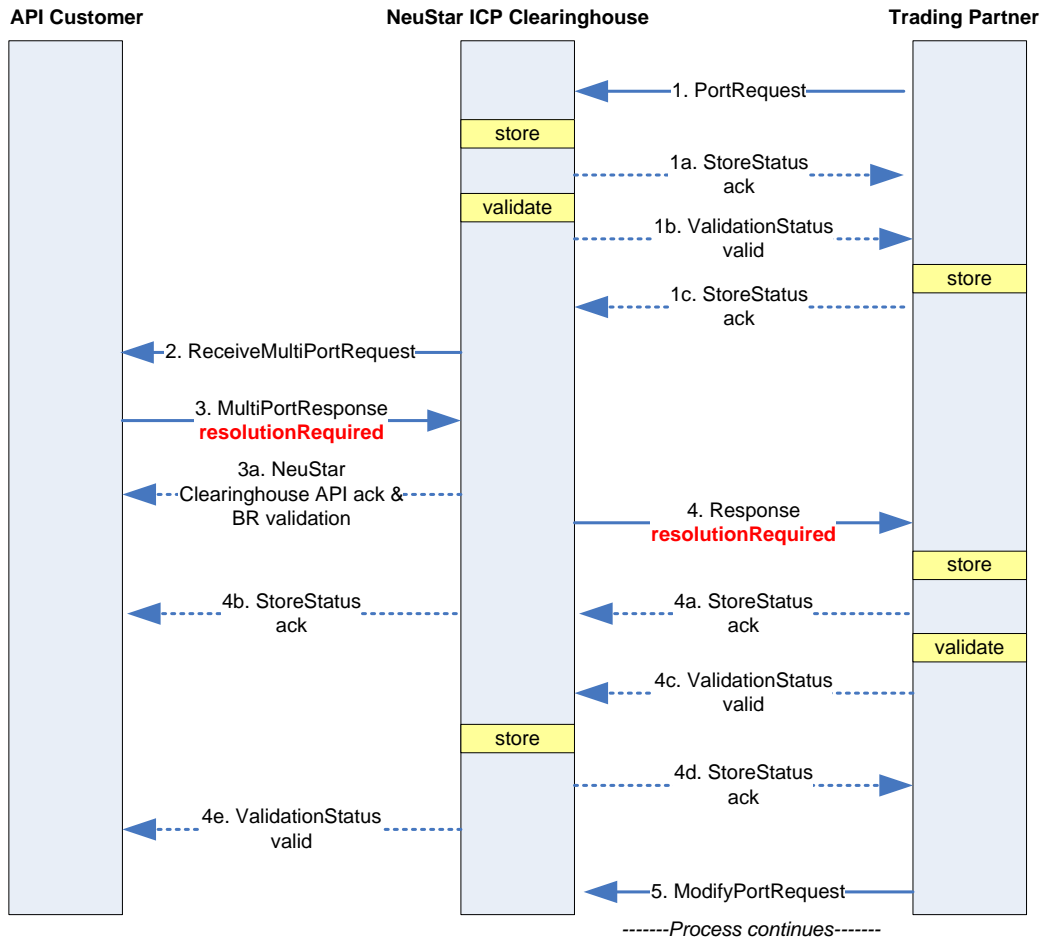 API Customer
NeuStar ICP Clearinghouse
Trading Partner
1. PortRequest
store
1a. StoreStatus
ack
validate
1b. ValidationStatus
valid
store
1c. StoreStatus
ack
2. ReceiveMultiPortRequest
3. MultiPortResponse
resolutionRequired
3a. NeuStar
Clearinghouse API ack &
BR validation
4. Response
resolutionRequired
store
4b. StoreStatus
ack
4a. StoreStatus
ack
validate
4c. ValidationStatus
valid
store
4d. StoreStatus
ack
4e. ValidationStatus
valid
5. ModifyPortRequest
-------Process continues-------